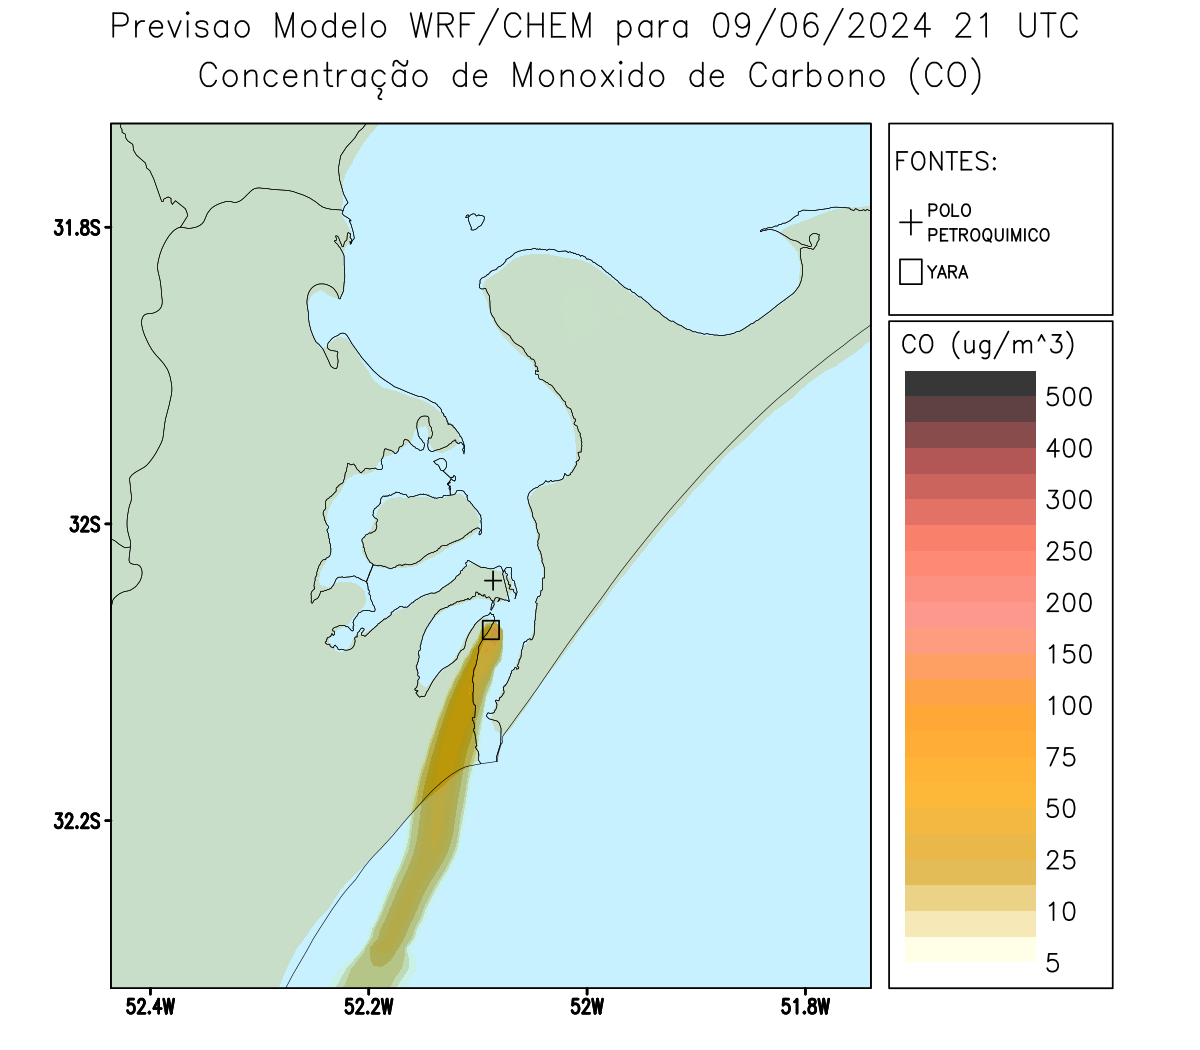 Previsao Modelo WRF/CHEM para 09/06/2024 21 UTC
Concentração de Monoxido de Carbono (CO)
FONTES:
POLO
PETROQUIMICO
YARA
CO (ug/m^3)
500
400
300
250
200
150
100
75
50
25
10
5
31.8S
32S
32.2S
52.4W
52.2W
52W
51.8W